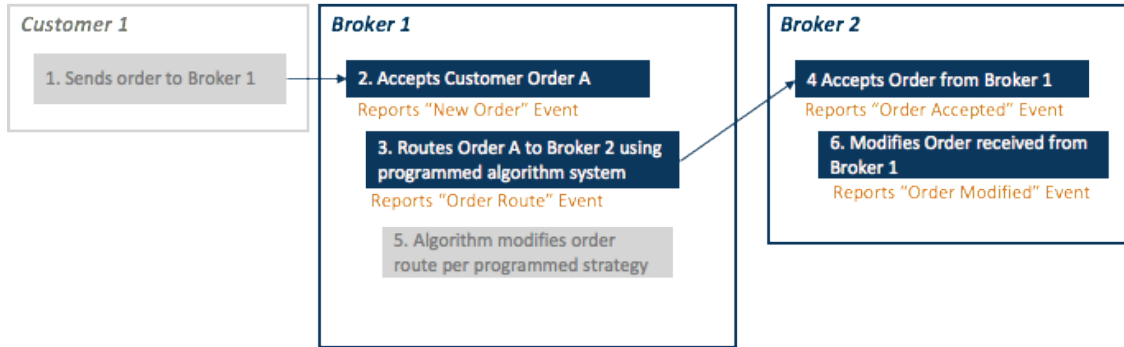 Customer 1
1. Sends order to Broker 1
Broker 1
2. Accepts Customer Order A
Reports "New Order" Event
3. Routes Order A to Broker 2 using
programmed algorithm system
Reports "Order Route" Event
5. Algorithm modifies order
route per programmed strategy
Broker 2
4 Accepts Order from Broker 1
Reports "Order Accepted" Event
6. Modifies Order received from
Broker 1
Reports "Order Modified" Event